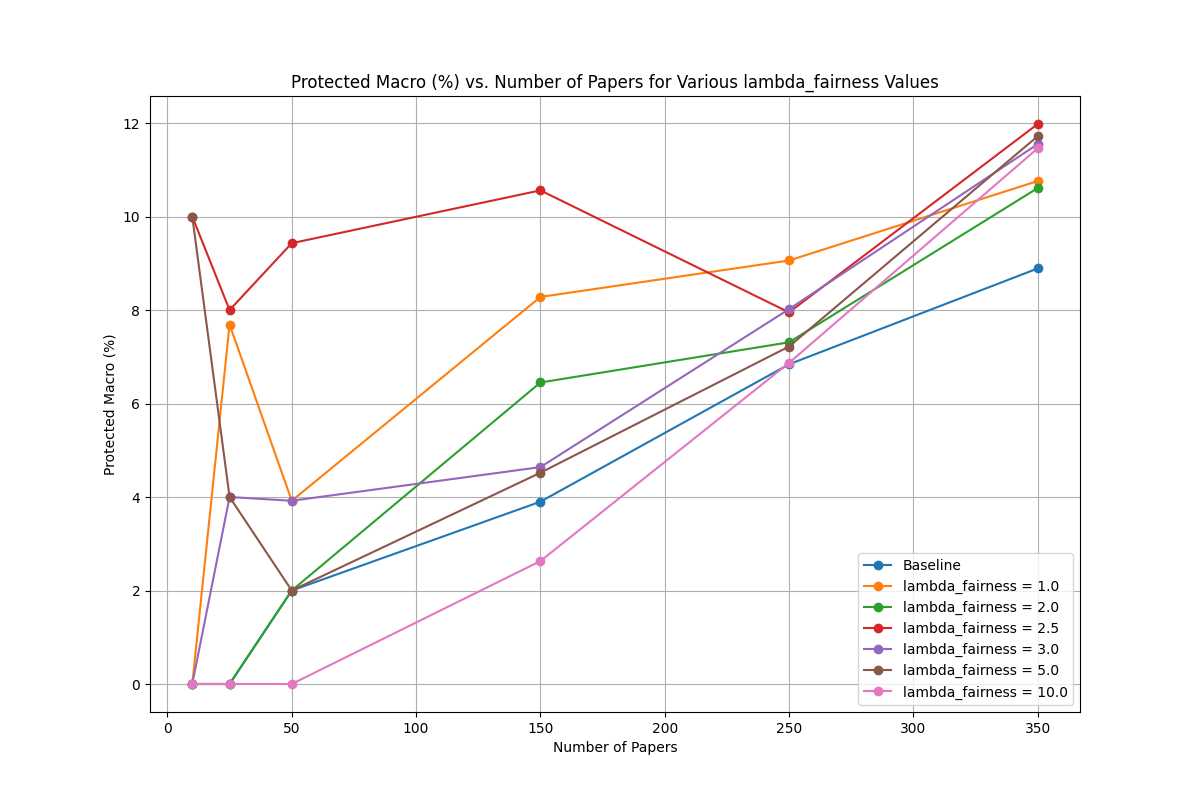 Protected Macro (%) vs. Number of Papers for Various lambda_fairness Values
Protected Macro (%)
12
10
8
6
4
2
0
0
50
100
150
200
250
300
350
Number of Papers
Baseline
lambda_fairness = 1.0
lambda_fairness = 2.0
lambda_fairness = 2.5
lambda_fairness = 3.0
lambda_fairness = 5.0
lambda_fairness = 10.0